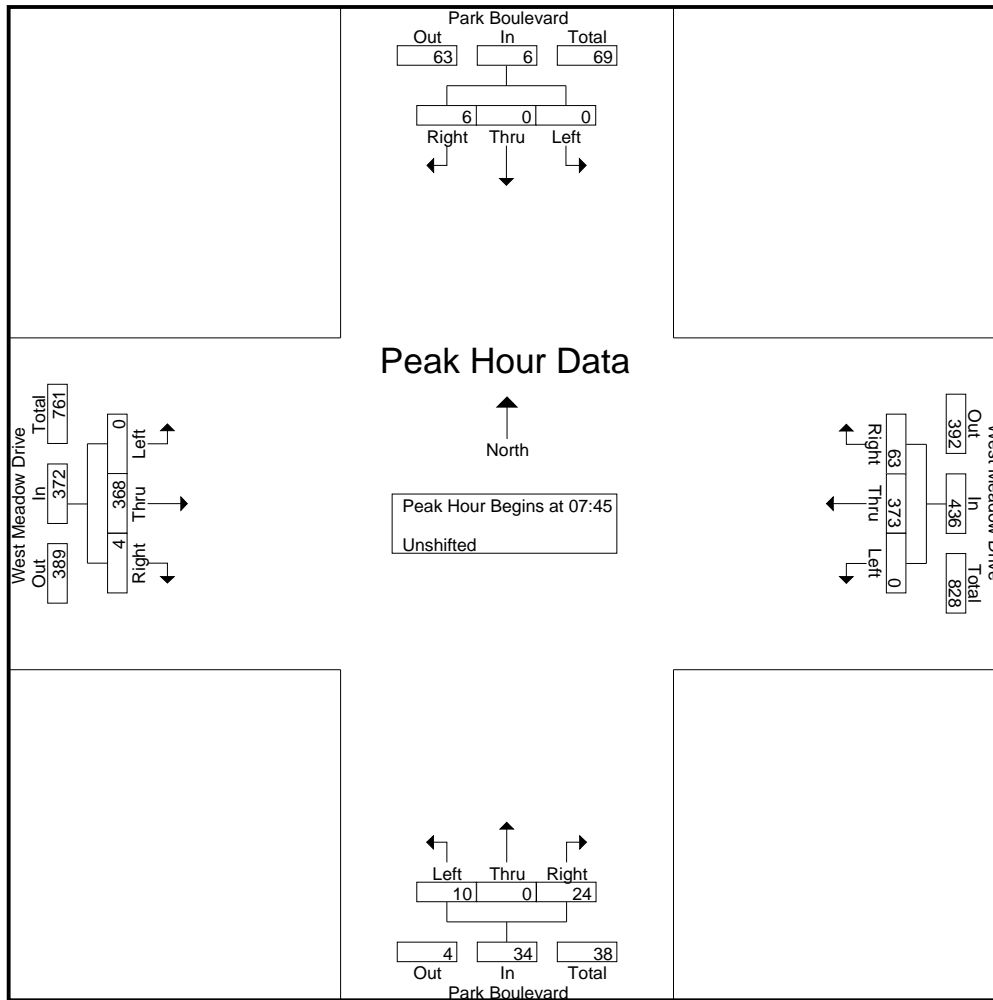 Park Boulevard
Out In Total
63 6 69
6 0 0
Right Thru Left
Peak Hour Data
North
Peak Hour Begins at 07:45
Unshifted
West Meadow Drive
Out In Total
389 372 761
Left Thru Right
0 368 4
West Meadow Drive
Out In Total
392 436 828
Right Thru Left
63 373 0
Left Thru Right
10 0 24
4 34 38
Out In Total
Park Boulevard